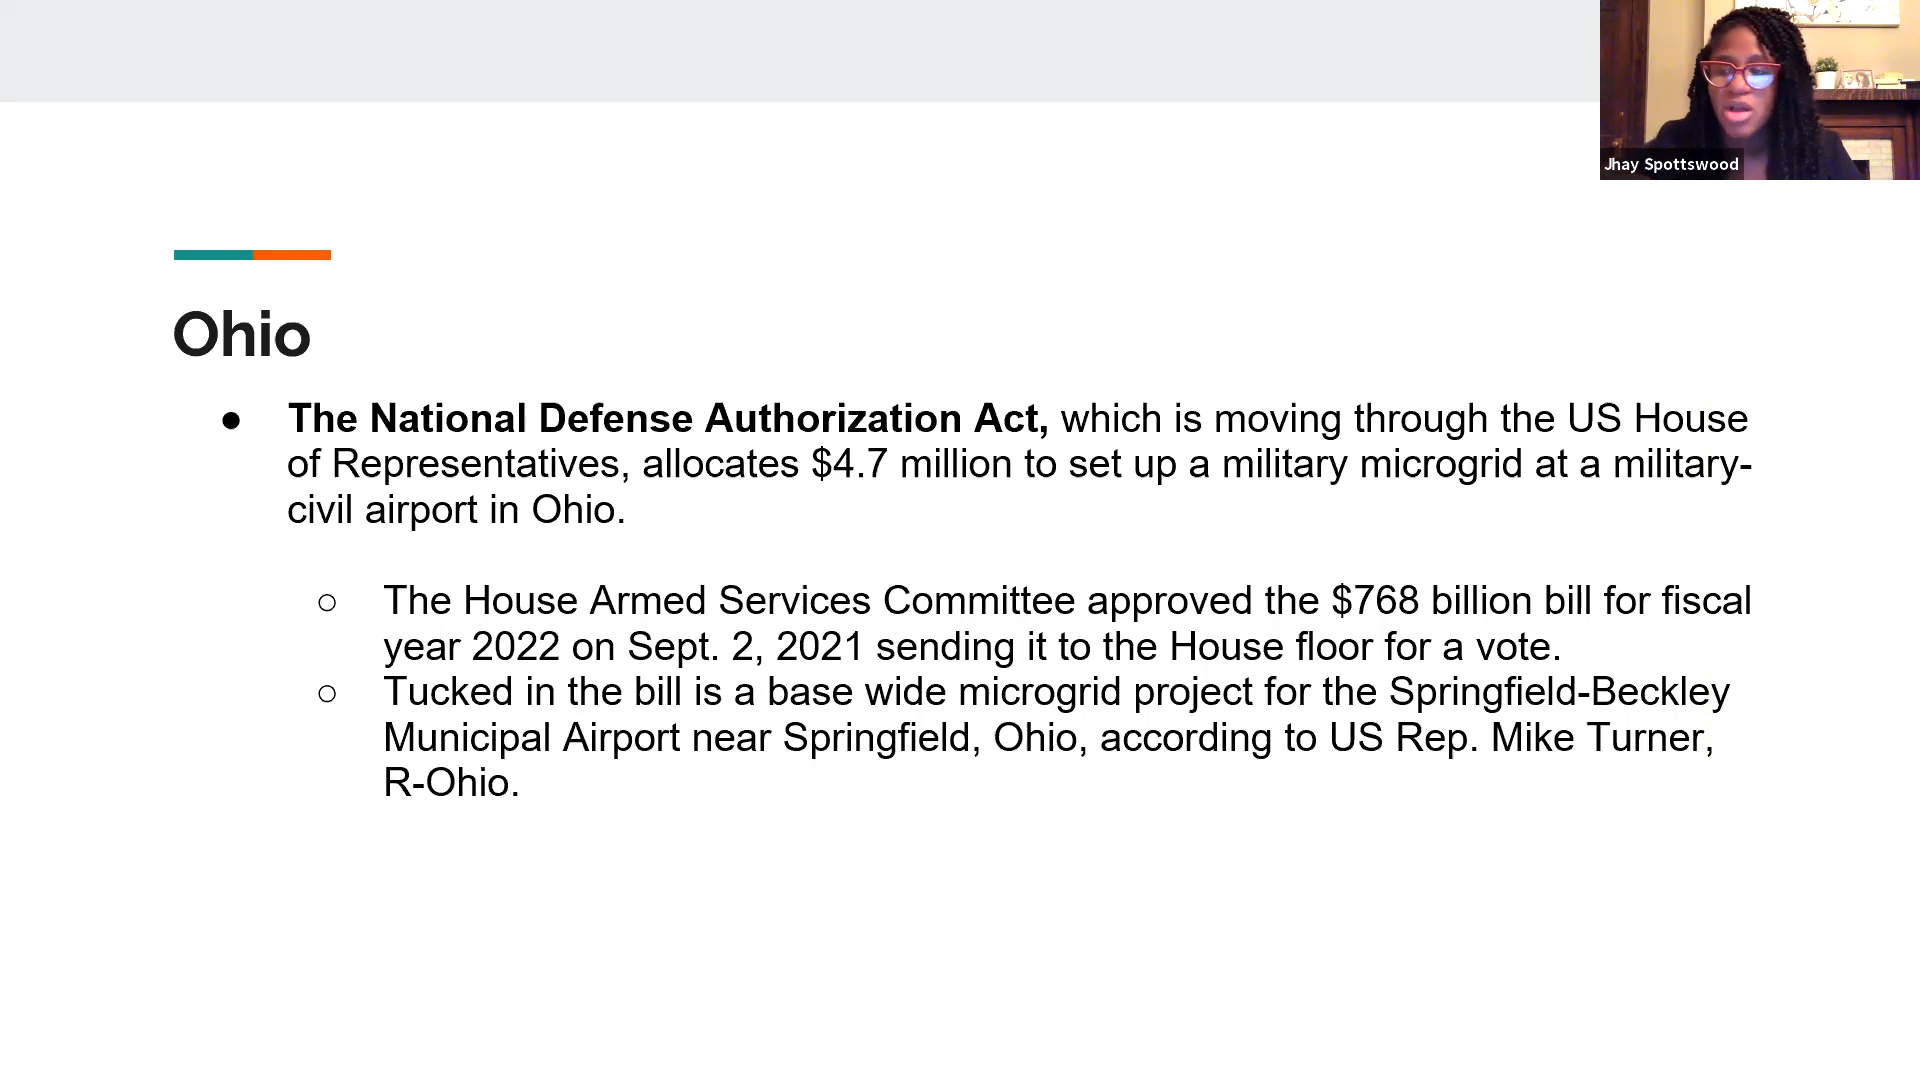 Jhay Spottswood
Ohio
● The National Defense Authorization Act, which is moving through the US House
of Representatives, allocates $4.7 million to set up a military microgrid at a military-
civil airport in Ohio.
○ The House Armed Services Committee approved the $768 billion bill for fiscal
year 2022 on Sept. 2, 2021 sending it to the House floor for a vote.
○ Tucked in the bill is a base wide microgrid project for the Springfield-Beckley
Municipal Airport near Springfield, Ohio, according to US Rep. Mike Turner,
R-Ohio.